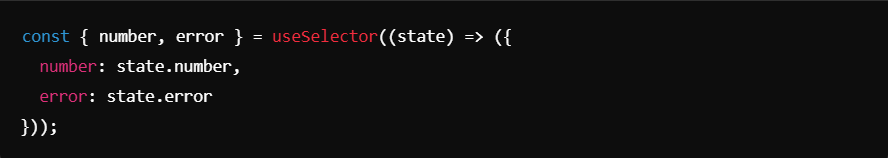 const { number, error } = useSelector((state) => ({
  number: state.number,
  error: state.error
}));